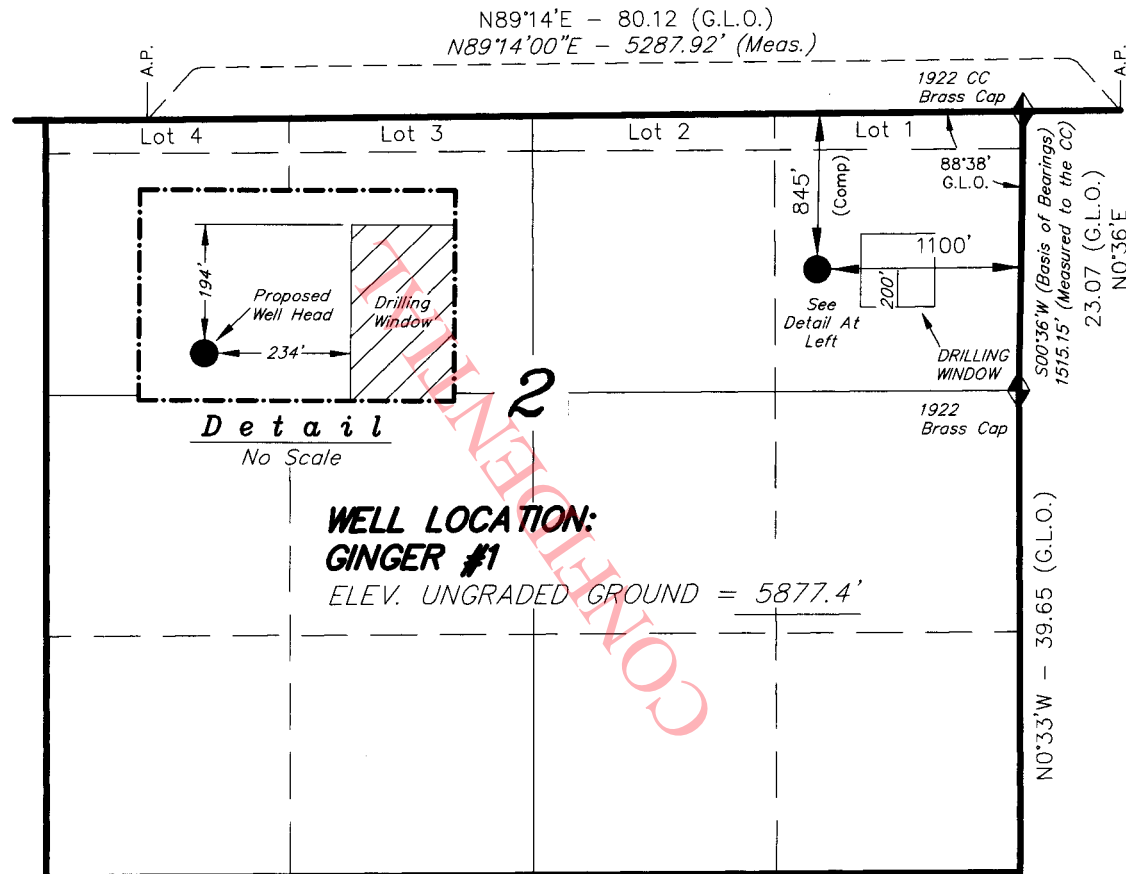 N89°14'E - 80.12 (G.L.O.)
N89°14'00"E - 5287.92' (Meas.)
A.P.
A.P.
1922 CC
Brass Cap
Lot 4
Lot 3
Lot 2
Lot 1
88°38'
G.L.O.
845'
(Comp)
1100'
200'
See
Detail At
Left
DRILLING
WINDOW
S00°36'W (Basis of Bearings)
1515.15' (Measured to the CC)
23.07 (G.L.O.)
N0°36'E
1922
Brass Cap
194'
Proposed
Well Head
234'
Drilling
Window
Detail
No Scale
2
WELL LOCATION:
GINGER #1
ELEV. UNGRADED GROUND = 5877.4'
N0°33'W - 39.65 (G.L.O.)
CONFIDENTIAL